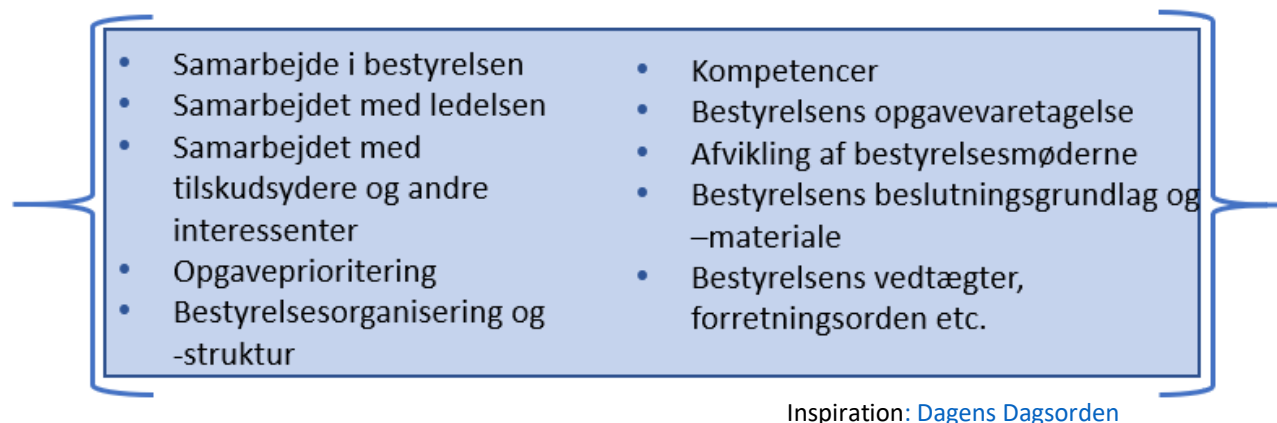 • Samarbejde i bestyrelsen
• Samarbejdet med ledelsen
• Samarbejdet med
tilskudsydere og andre
interessenter
• Opgaveprioritering
• Bestyrelsesorganisering og
-struktur
• Kompetencer
• Bestyrelsens opgavevaretagelse
• Afvikling af bestyrelsesmøderne
• Bestyrelsens beslutningsgrundlag og
–materiale
• Bestyrelsens vedtægter,
forretningsorden etc.
Inspiration: Dagens Dagsorden